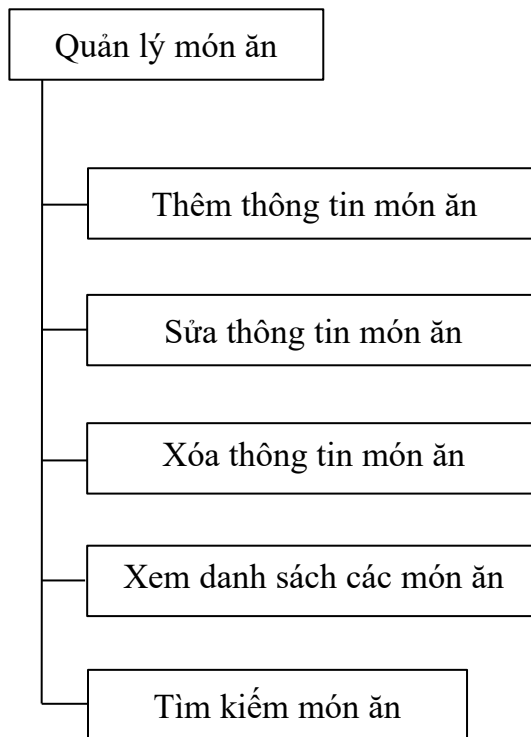 Quản lý món ăn
Thêm thông tin món ăn
Sửa thông tin món ăn
Xóa thông tin món ăn
Xem danh sách các món ăn
Tìm kiếm món ăn